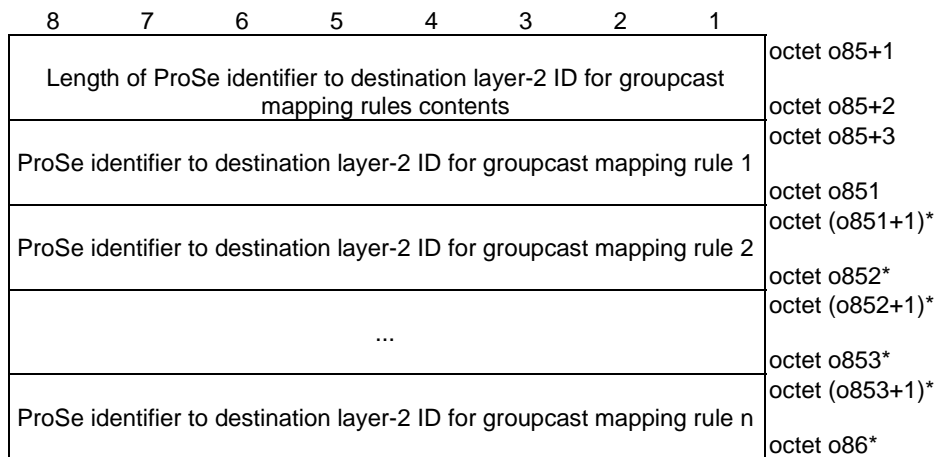 8 7 6 5 4 3 2 1
Length of ProSe identifier to destination layer-2 ID for groupcast
mapping rules contents
octet o85+1
octet o85+2
ProSe identifier to destination layer-2 ID for groupcast mapping rule 1
octet o85+3
octet o851
ProSe identifier to destination layer-2 ID for groupcast mapping rule 2
octet (o851+1)*
octet o852*
...
octet (o852+1)*
octet o853*
ProSe identifier to destination layer-2 ID for groupcast mapping rule n
octet (o853+1)*
octet o86*